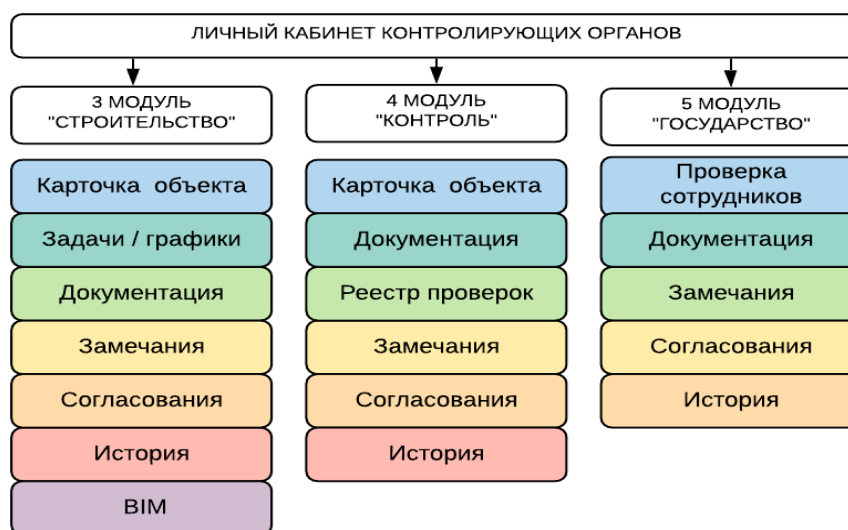 ЛИЧНЫЙ КАБИНЕТ КОНТРОЛИРУЮЩИХ ОРГАНОВ
3 МОДУЛЬ
"СТРОИТЕЛЬСТВО"
Карточка объекта
Задачи / графики
Документация
Замечания
Согласования
История
BIM
4 МОДУЛЬ
"КОНТРОЛЬ"
Карточка объекта
Документация
Реестр проверок
Замечания
Согласования
История
5 МОДУЛЬ
"ГОСУДАРСТВО"
Проверка
сотрудников
Документация
Замечания
Согласования
История